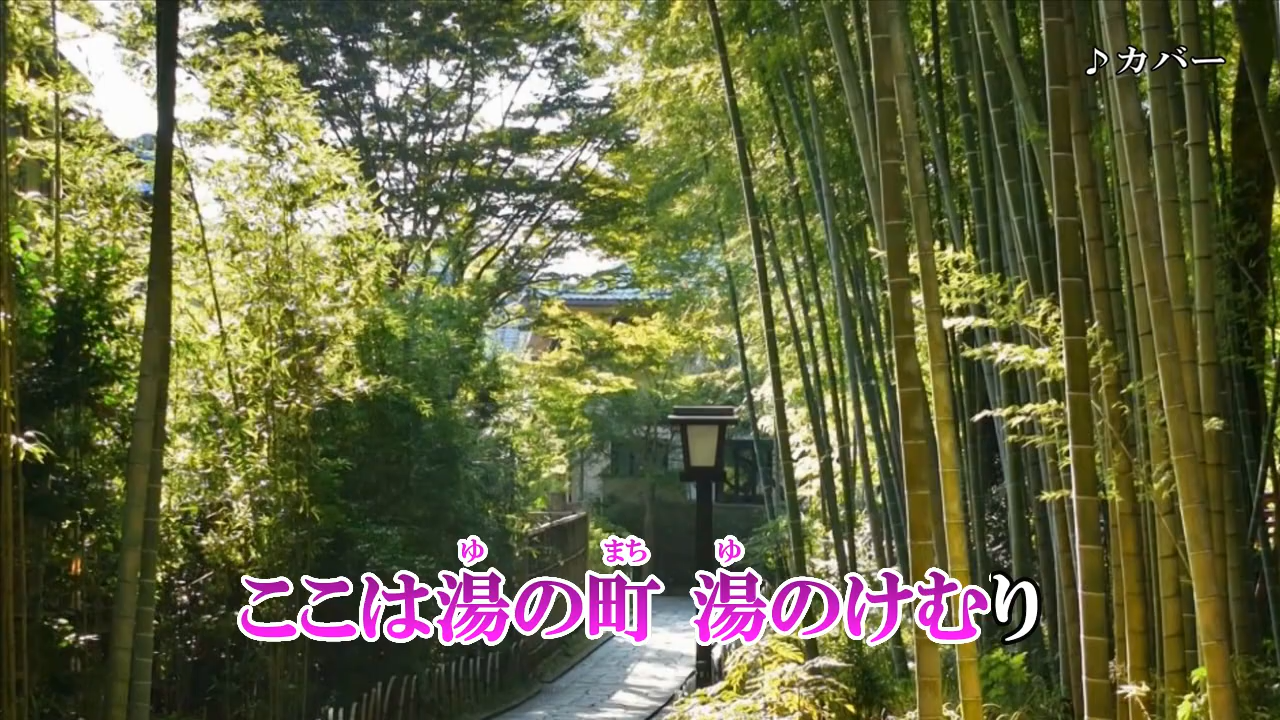 ♪カバー
ゆ まち ゆ
ここは湯の町 湯のけむり